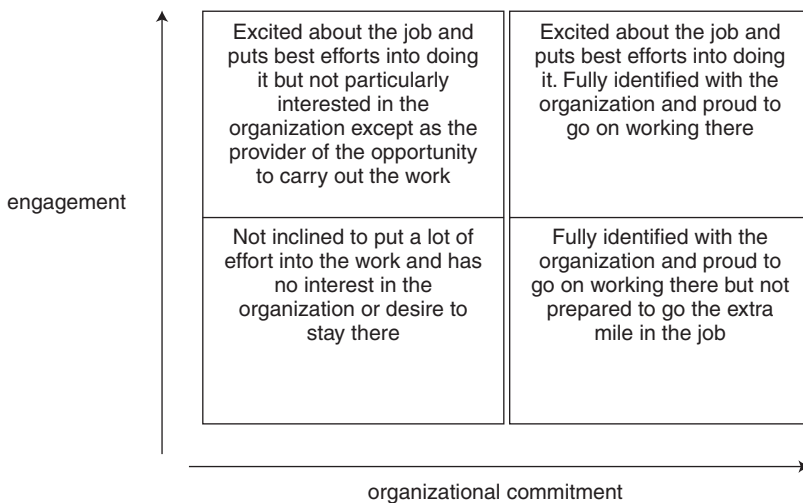 Excited about the job and
puts best efforts into doing
it but not particularly
interested in the
organization except as the
provider of the opportunity
to carry out the work
Excited about the job and
puts best efforts into doing
it. Fully identified with the
organization and proud to
go on working there
engagement
Not inclined to put a lot of
effort into the work and has
no interest in the
organization or desire to
stay there
Fully identified with the
organization and proud to
go on working there but not
prepared to go the extra
mile in the job
organizational commitment